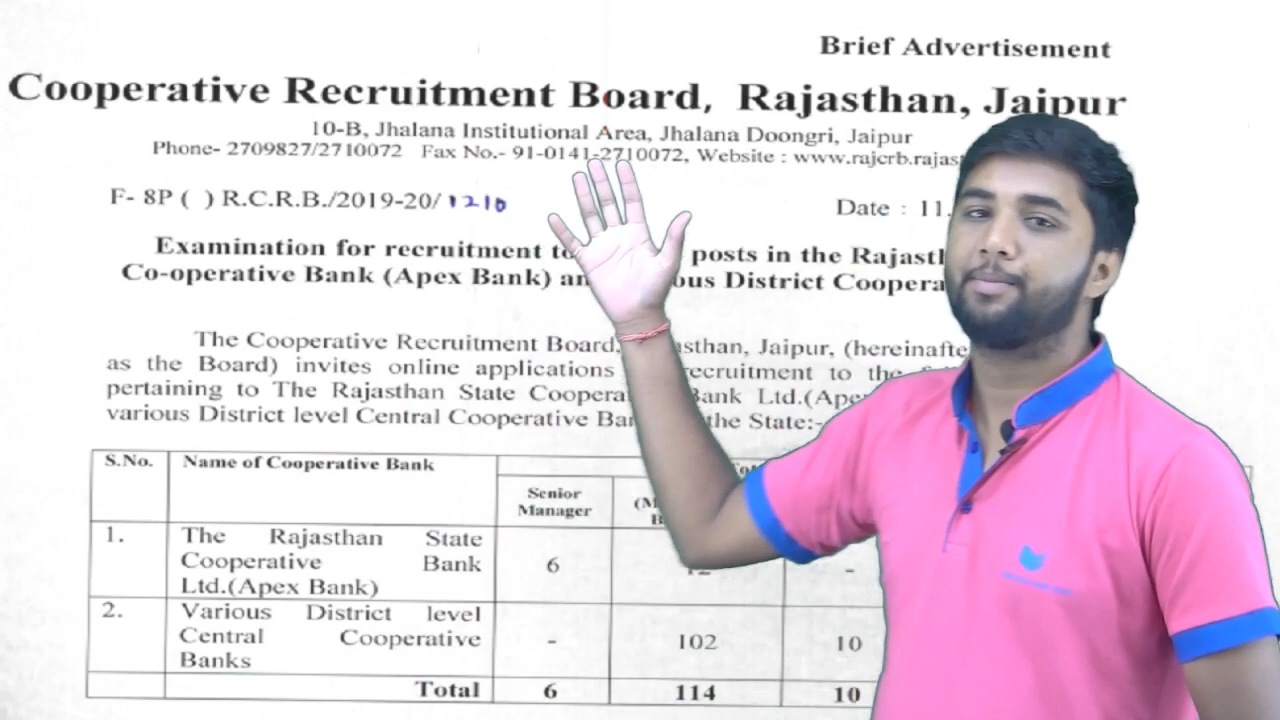 Brief Advertisement
Cooperative Recruitment Board, Rajasthan, Jaipur
10-B, Jhalana Institutional Area, Jhalana Doongri, Jaipur
Phone- 2709827/2710072 Fax No.- 91-0141-2710072, Website : www.rajcrb.rajast
F- 8P ( ) R.C.R.B./2019-20/ 1210
Date : 11.
Examination for recruitment to posts in the Rajasth
Co-operative Bank (Apex Bank) an ous District Coopera
The Cooperative Recruitment Board, asthan, Jaipur, (hereinafte
as the Board) invites online applications recruitment to the
pertaining to The Rajasthan State Coopera Bank Ltd.(Ape
various District level Central Cooperative Ban the State:-
S.No. Name of Cooperative Bank
Senior
Manager
1. The Rajasthan State
Cooperative Bank
Ltd.(Apex Bank)
6 12 -
2. Various District level
Central Cooperative
Banks
- 102 10
Total 6 114 10